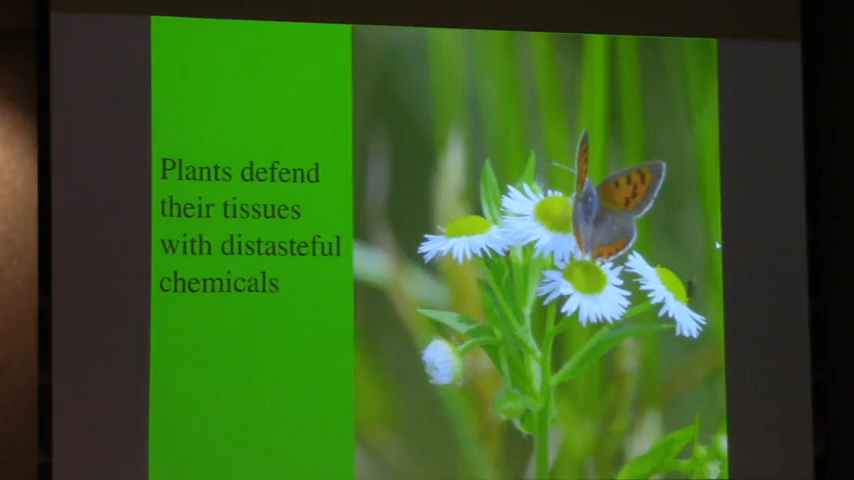 Plants defend
their tissues
with distasteful
chemicals